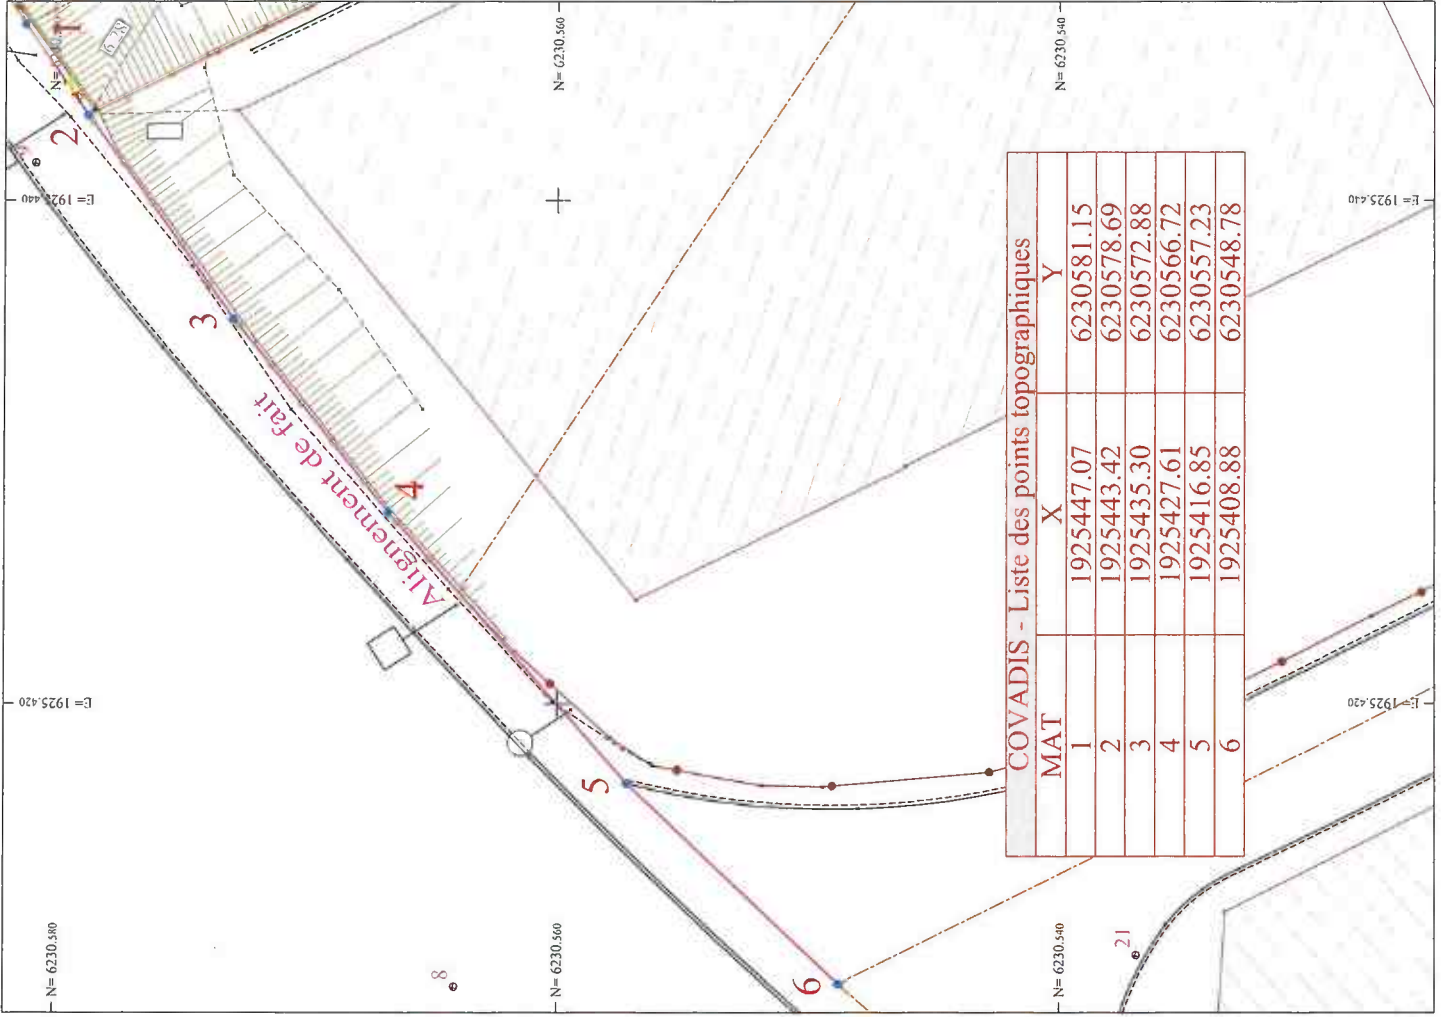 N= 6230.560
N= 6230.540
1
6-28
2
E= 1925.440
3
Alignement de fait
4
E= 1925.440
E= 1925.420
5
E= 1925.420
6
8
21
N= 6230.580
N= 6230.560
N= 6230.540
COVADIS - Liste des points topographiques
MAT X Y
1 1925447.07 6230581.15
2 1925443.42 6230578.69
3 1925435.30 6230572.88
4 1925427.61 6230566.72
5 1925416.85 6230557.23
6 1925408.88 6230548.78